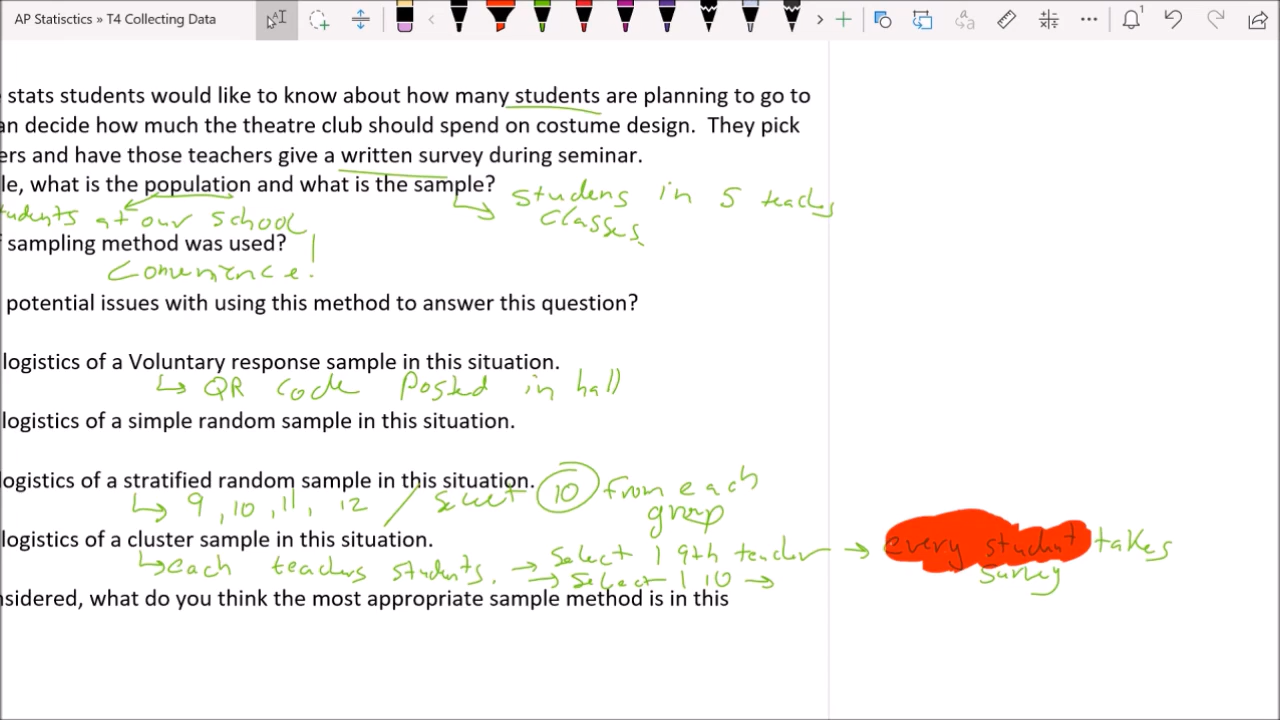 AP Statisctics » T4 Collecting Data
1
stats students would like to know about how many students are planning to go to
an decide how much the theatre club should spend on costume design. They pick
ers and have those teachers give a written survey during seminar.
le, what is the population and what is the sample?
Studens in 5 teachs
classes
tudents at our school
sampling method was used?
Convenence!
potential issues with using this method to answer this question?
logistics of a Voluntary response sample in this situation.
QR code Posted in hall
logistics of a simple random sample in this situation.
logistics of a stratified random sample in this situation.
9, 10, 11, 12 / Select 10 from each
group
logistics of a cluster sample in this situation.
each teachers students. → Select 1 9th teacher → every student takes
→ Select 1 10 → survey
nsidered, what do you think the most appropriate sample method is in this